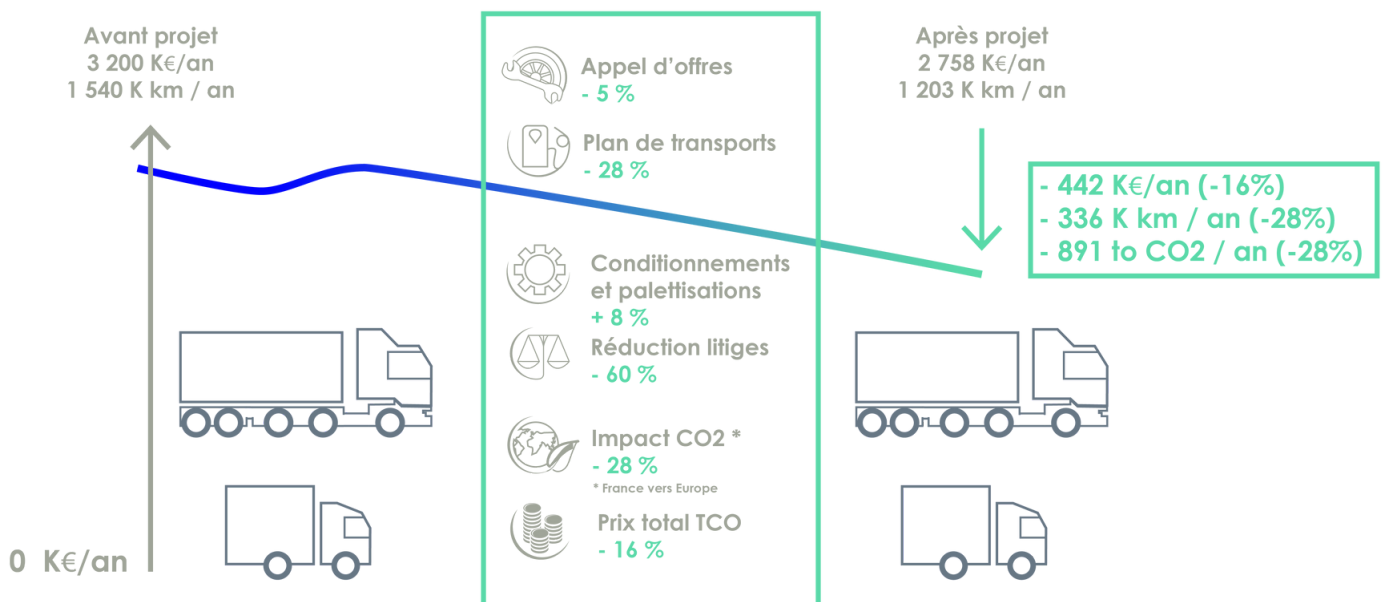 Avant projet
3 200 K€/an
1 540 K km / an
Appel d’offres
- 5 %
Plan de transports
- 28 %
Conditionnements
et palettisations
+ 8 %
Réduction litiges
- 60 %
Impact CO2 *
- 28 %
* France vers Europe
Prix total TCO
- 16 %
Après projet
2 758 K€/an
1 203 K km / an
- 442 K€/an (-16%)
- 336 K km / an (-28%)
- 891 to CO2 / an (-28%)
0 K€/an